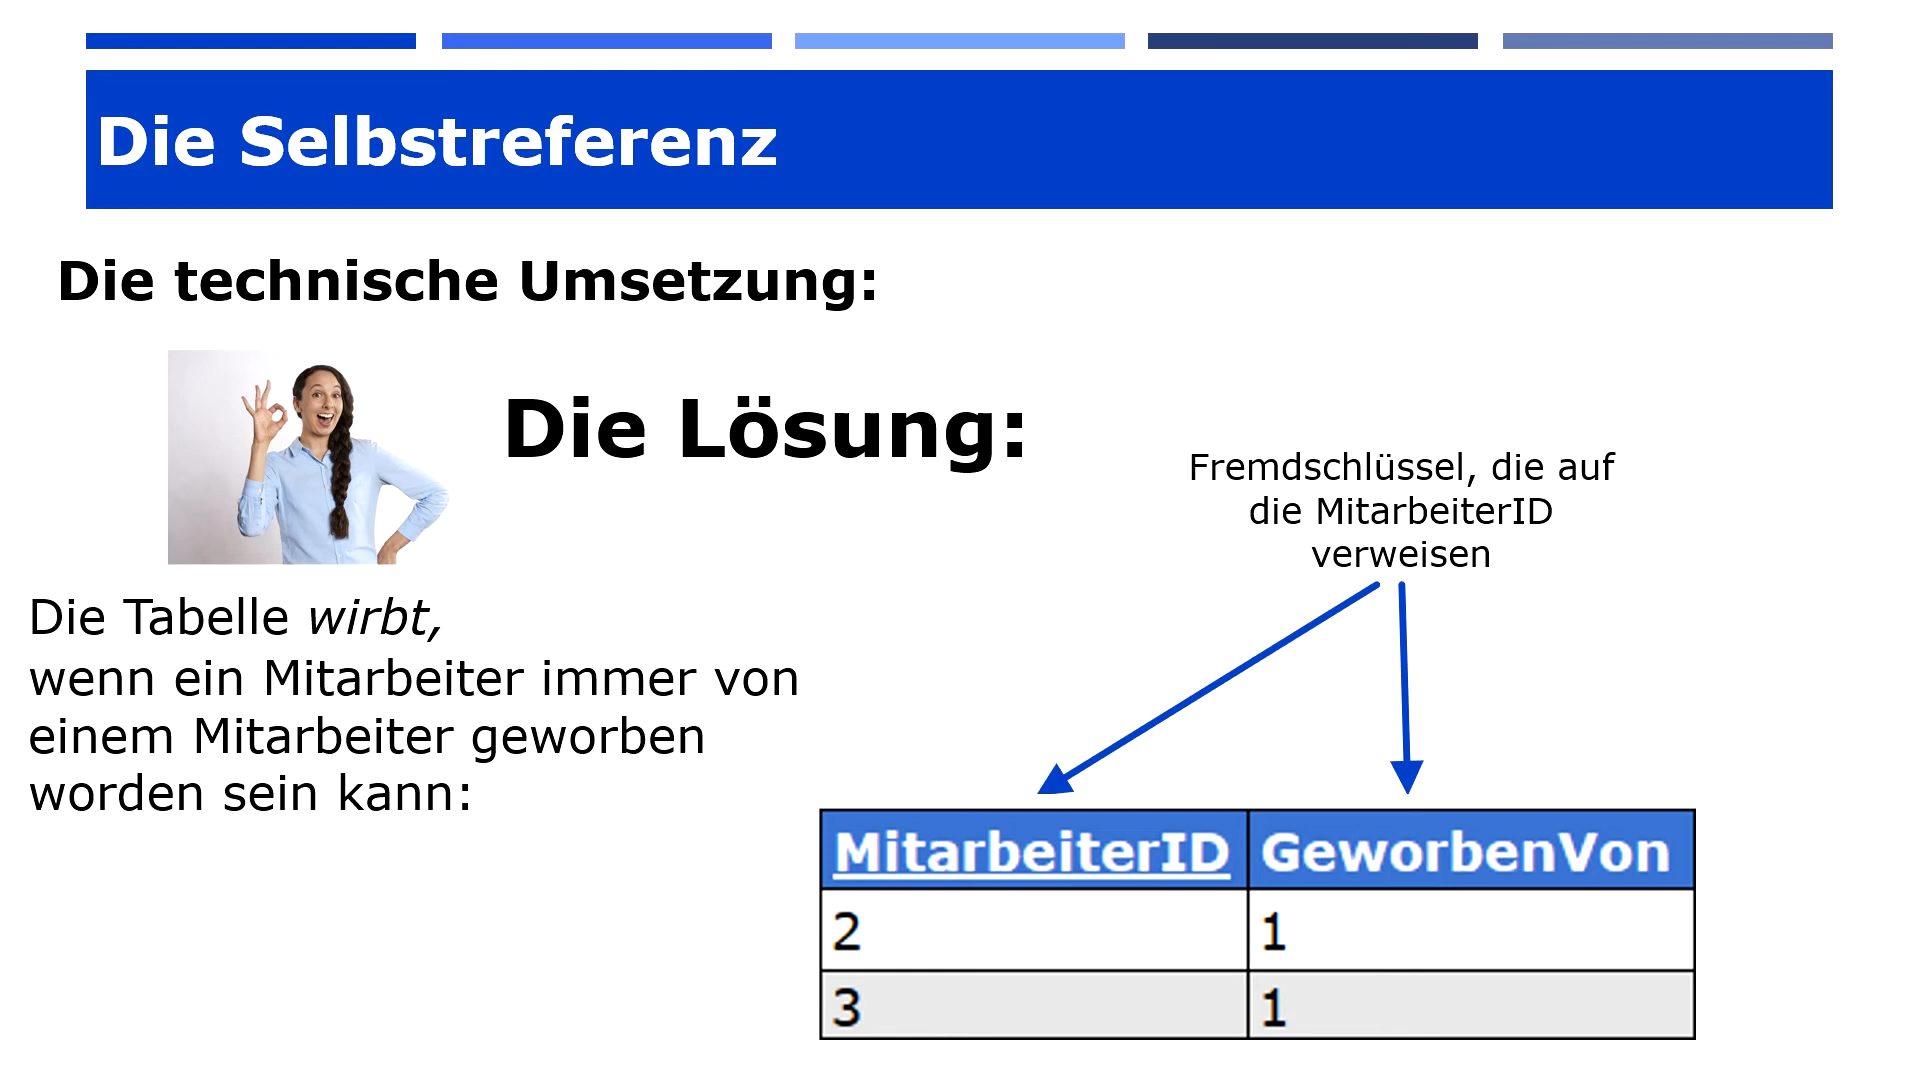 Die Selbstreferenz
Die technische Umsetzung:
Die Lösung:
Fremdschlüssel, die auf
die MitarbeiterID
verweisen
Die Tabelle wirbt,
wenn ein Mitarbeiter immer von
einem Mitarbeiter geworben
worden sein kann:
MitarbeiterID GeworbenVon
2 1
3 1